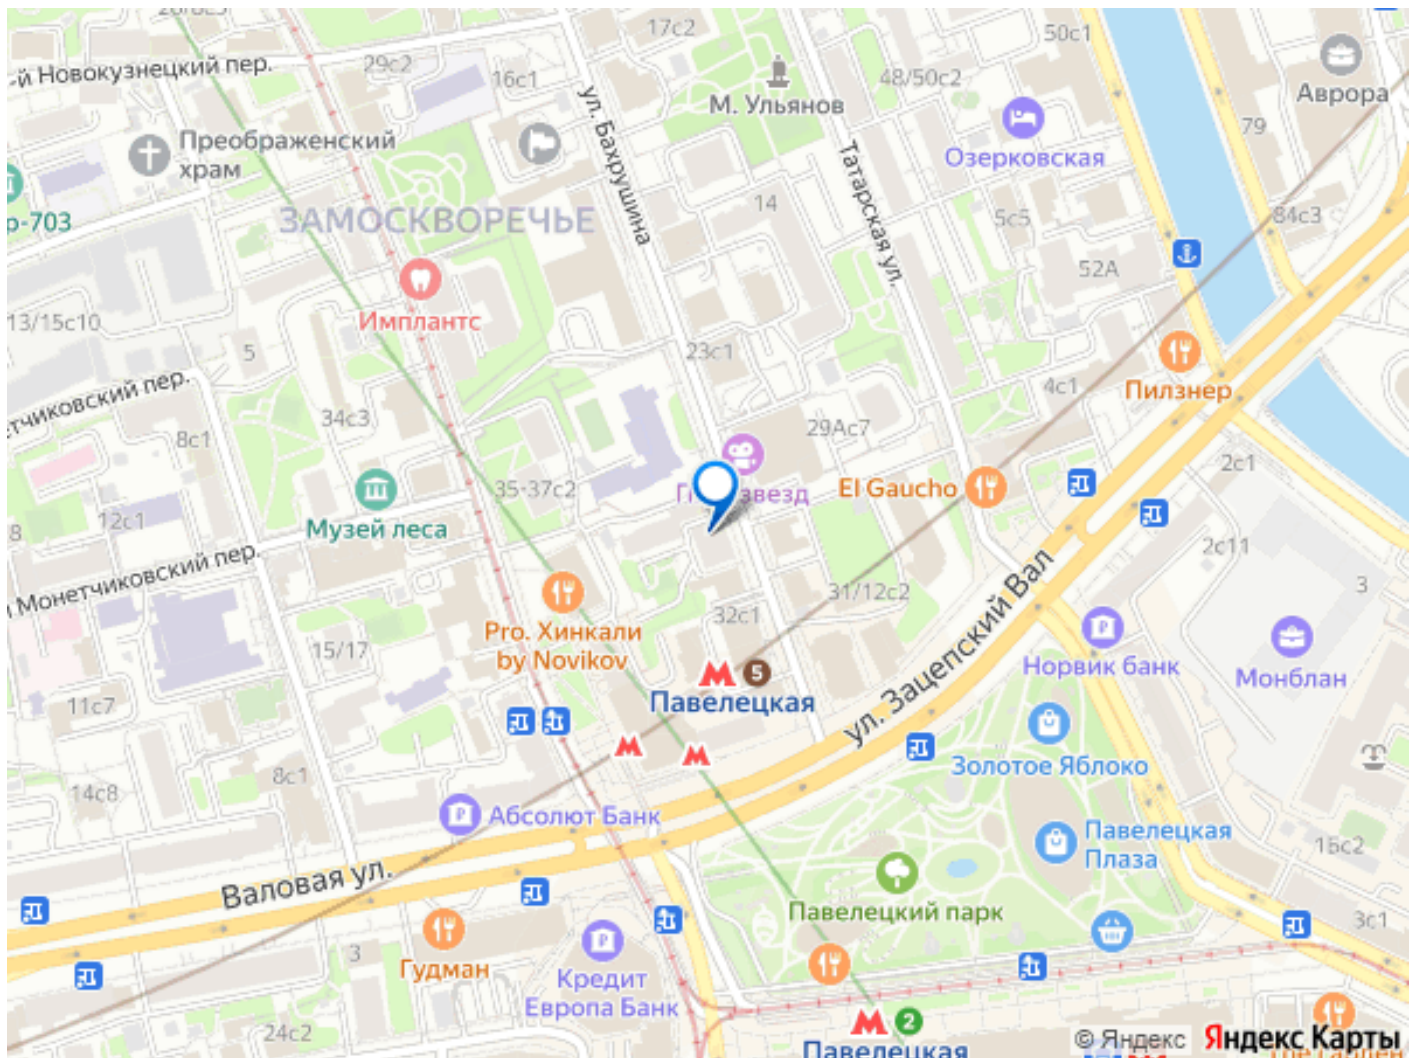 17с2
50с1
-й Новокузнецкий пер.
29с2
16с1
ул. Бахрушина
М. Ульянов
48/50с2
Аврора
79
Преображенский
храм
Озерковская
Татарская ул.
р-703
ЗАМОСКВОРЕЧЬЕ
14
5с5
84с3
52А
13/15с10
Имплантс
5
23с1
Пилзнер
4с1
тчиковский пер.
34с3
8с1
29Ас7
2с1
35-37с2
El Gaucho
12с1
8
Музей леса
2с11
Монетчиковский пер.
31/12с2
3
32с1
Pro. Хинкали
by Novikov
15/17
ул. Зацепский Вал
Норвик банк
Монблан
5
Павелецкая
11с7
Золотое Яблоко
8с1
14с8
Абсолют Банк
Павелецкая
Плаза
1Бс2
Валовая ул.
Павелецкий парк
3с1
3
Гудман
Кредит
Европа Банк
24с2
2
Павелецкая
© Яндекс Яндекс Карты